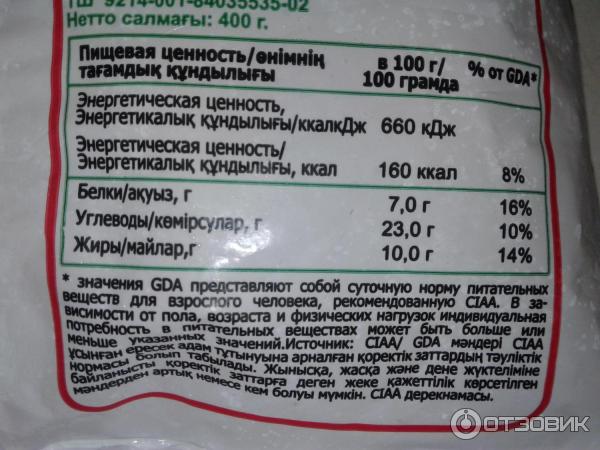 ТШ 9214-001-84035535-02
Нетто салмағы: 400 г.
Пищевая ценность/өнімнің
тағамдық құндылығы
в 100 г/
100 грамда
% от GDA*
Энергетическая ценность,
Энергетикалық құндылығы/ккалкДж 660 кДж
Энергетическая ценность/
Энергетикалық құндылығы, ккал 160 ккал 8%
Белки/ақуыз, г 7,0 г 16%
Углеводы/көмірсулар, г 23,0 г 10%
Жиры/майлар,г 10,0 г 14%
* значения GDA представляют собой суточную норму питательных
веществ для взрослого человека, рекомендованную CIAA. В за-
висимости от пола, возраста и физических нагрузок индивидуальная
потребность в питательных веществах может быть больше или
меньше указанных значений.Источник: CIAA/ GDA мәндері CIAA
ұсынған ересек адам тұтынуына арналған қоректік заттардың тәуліктік
нормасы болып табылады. Жынысқа, жасқа және дене жүктеліміне
байланысты қоректік заттарға деген жеке қажеттілік көрсетілген
мәндерден артық немесе кем болуы мүмкін. CIAA дерекнамасы.
ОТЗОВИК